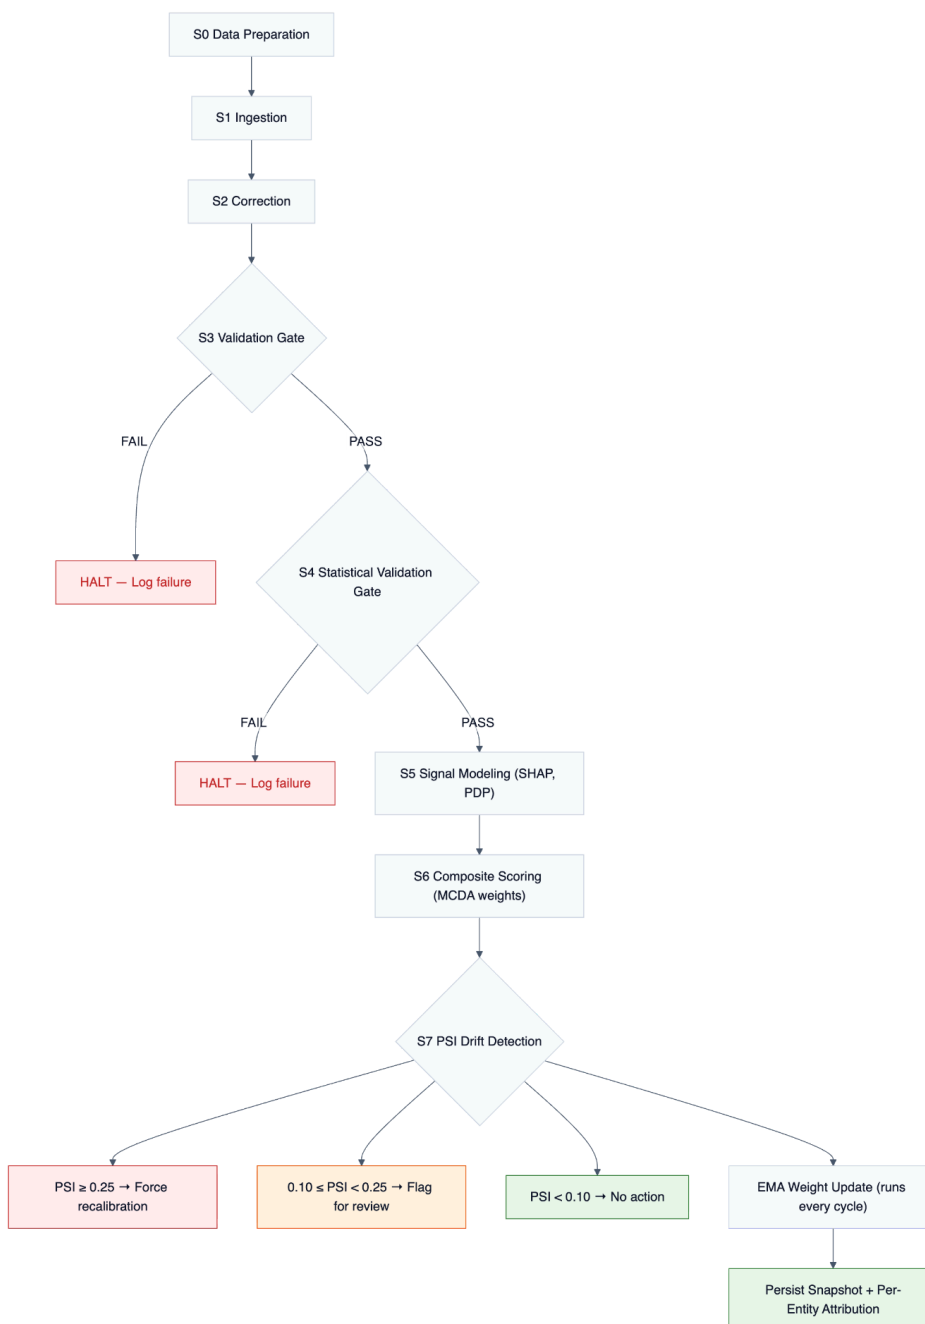 S0 Data Preparation
S1 Ingestion
S2 Correction
S3 Validation Gate
FAIL
PASS
HALT — Log failure
S4 Statistical Validation
Gate
FAIL
PASS
HALT — Log failure
S5 Signal Modeling (SHAP,
PDP)
S6 Composite Scoring
(MCDA weights)
S7 PSI Drift Detection
PSI ≥ 0.25 → Force
recalibration
0.10 ≤ PSI < 0.25 → Flag
for review
PSI < 0.10 → No action
EMA Weight Update (runs
every cycle)
Persist Snapshot + Per-
Entity Attribution